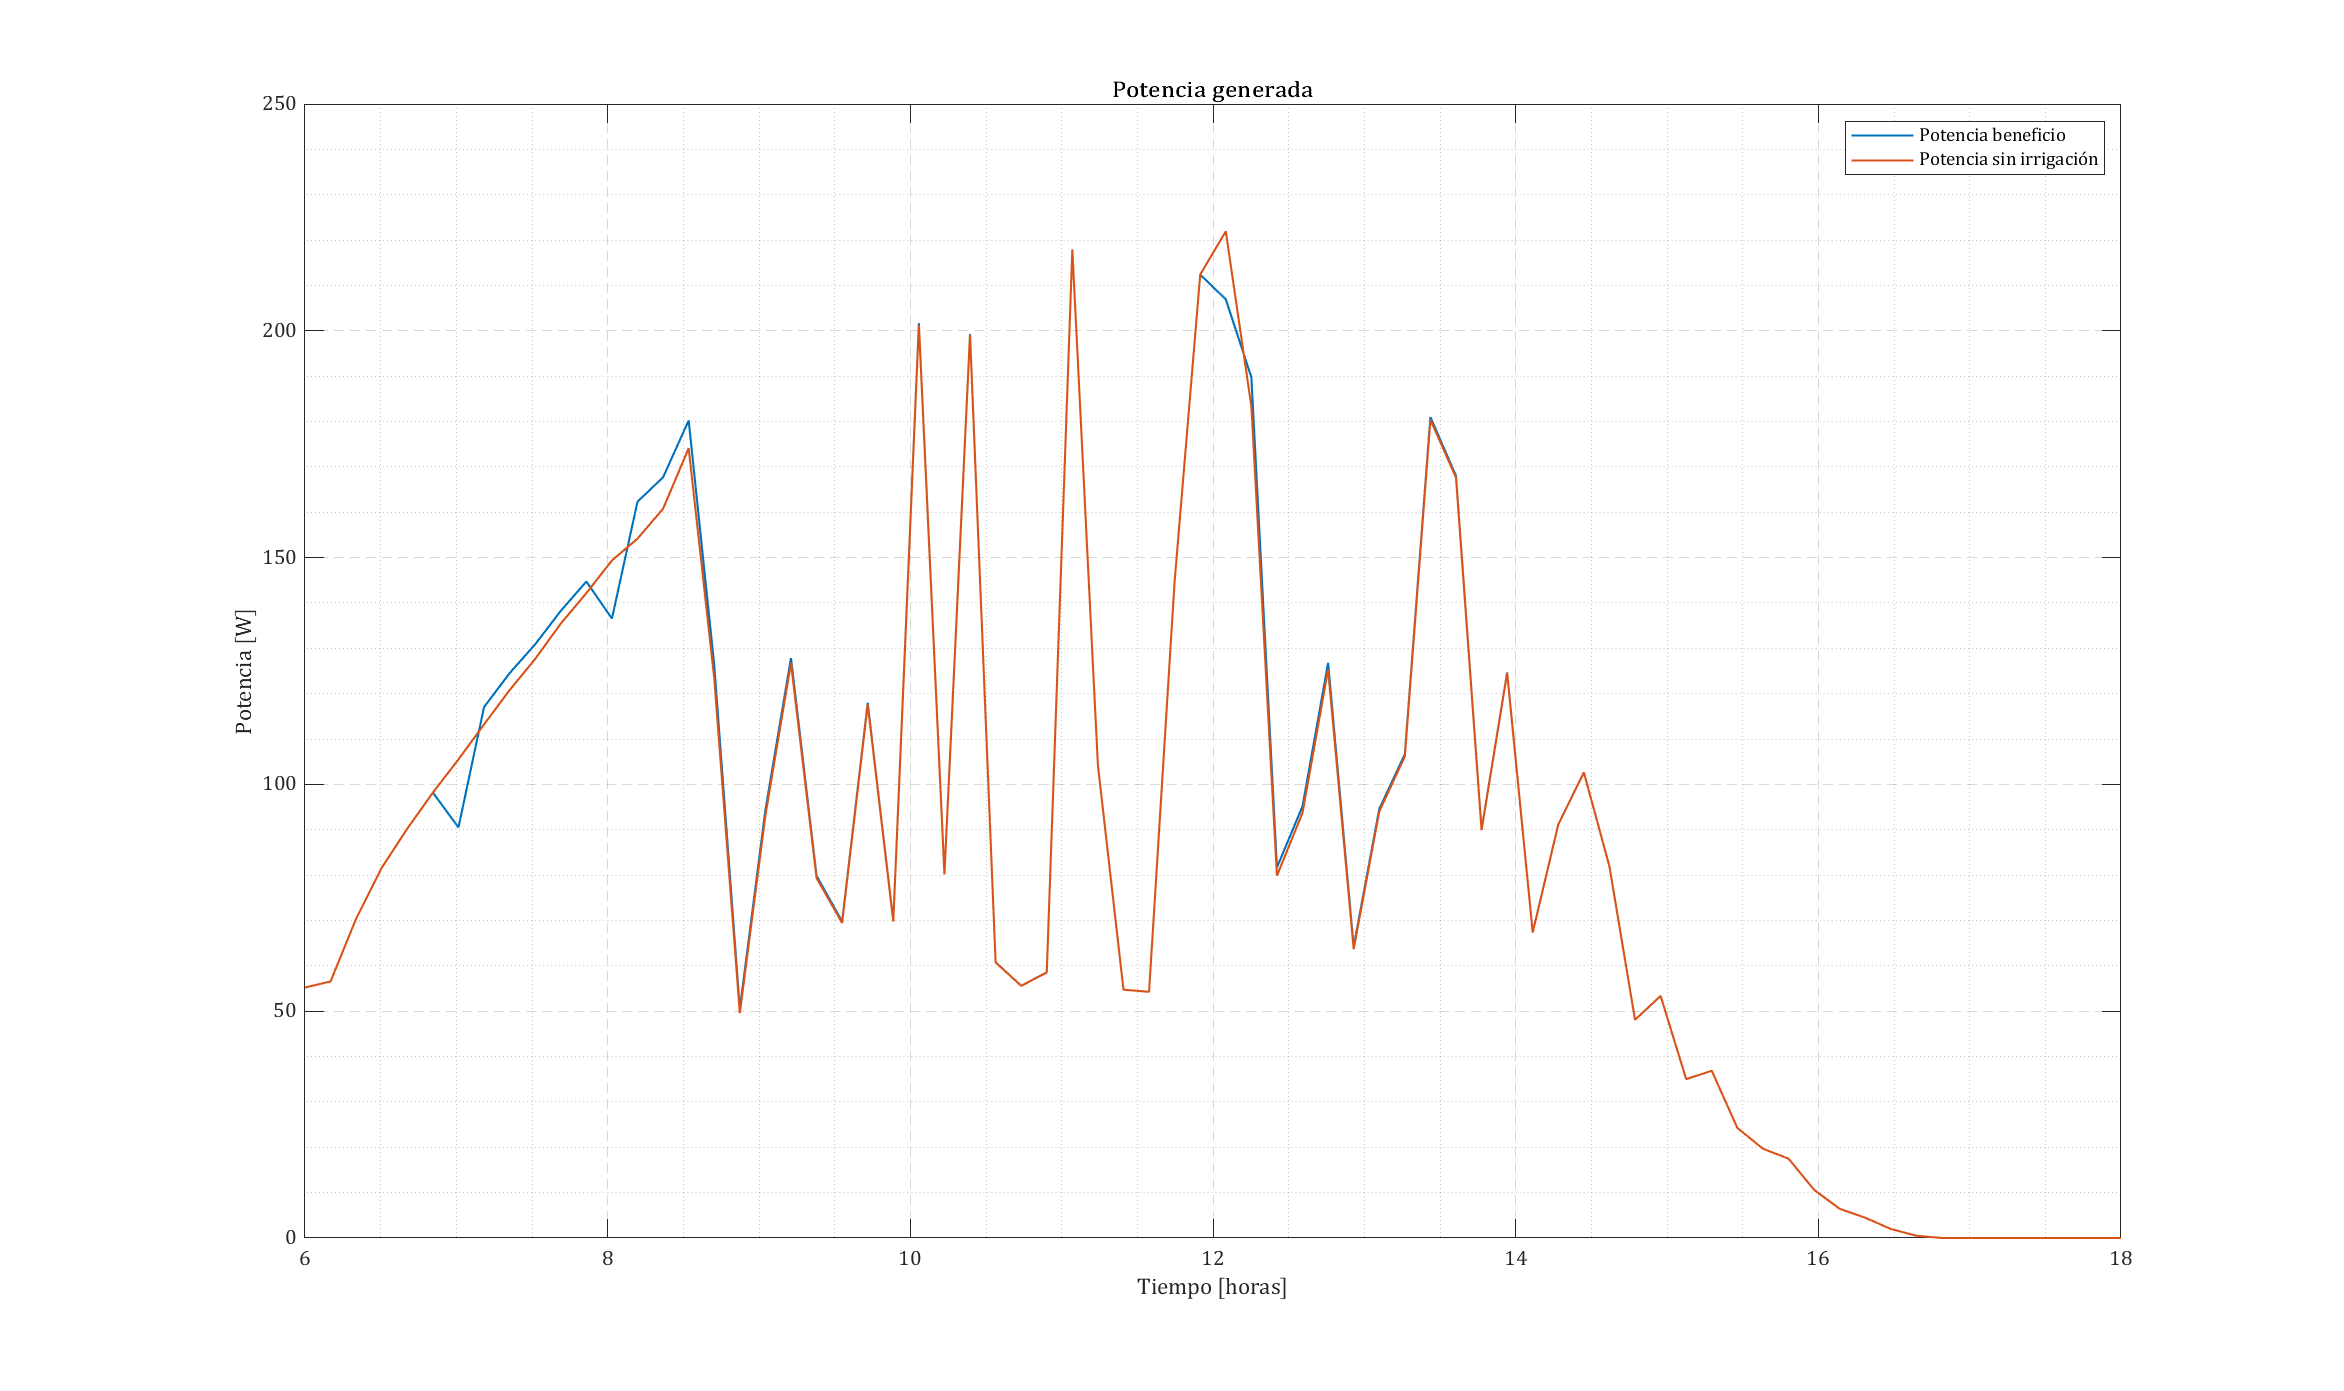 Potencia generada
250
200
150
100
50
0
Potencia [W]
Potencia beneficio
Potencia sin irrigación
6 8 10 12 14 16 18
Tiempo [horas]